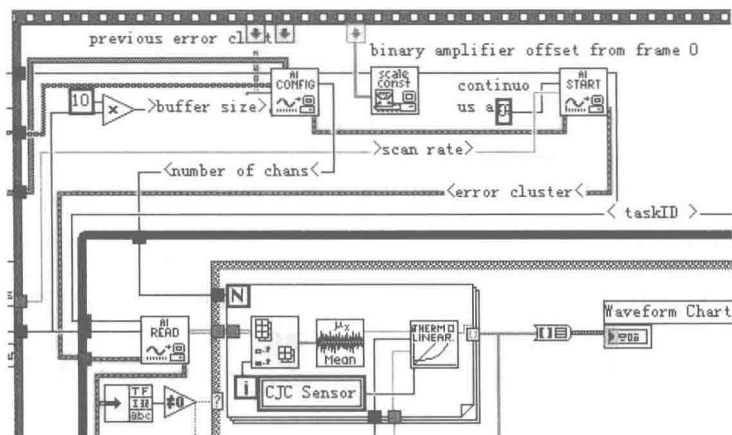 previous error cl
binary amplifier offset from frame 0
AI
CONFIG
scale
const
continuo
us a
AI
START
10
x
buffer size
scan rate
number of chans
error cluster
taskID
N
Waveform Chart
AI
READ
μx
Mean
THERMO
LINEAR.
i
CJC Sensor
TF
abc
≠0
?